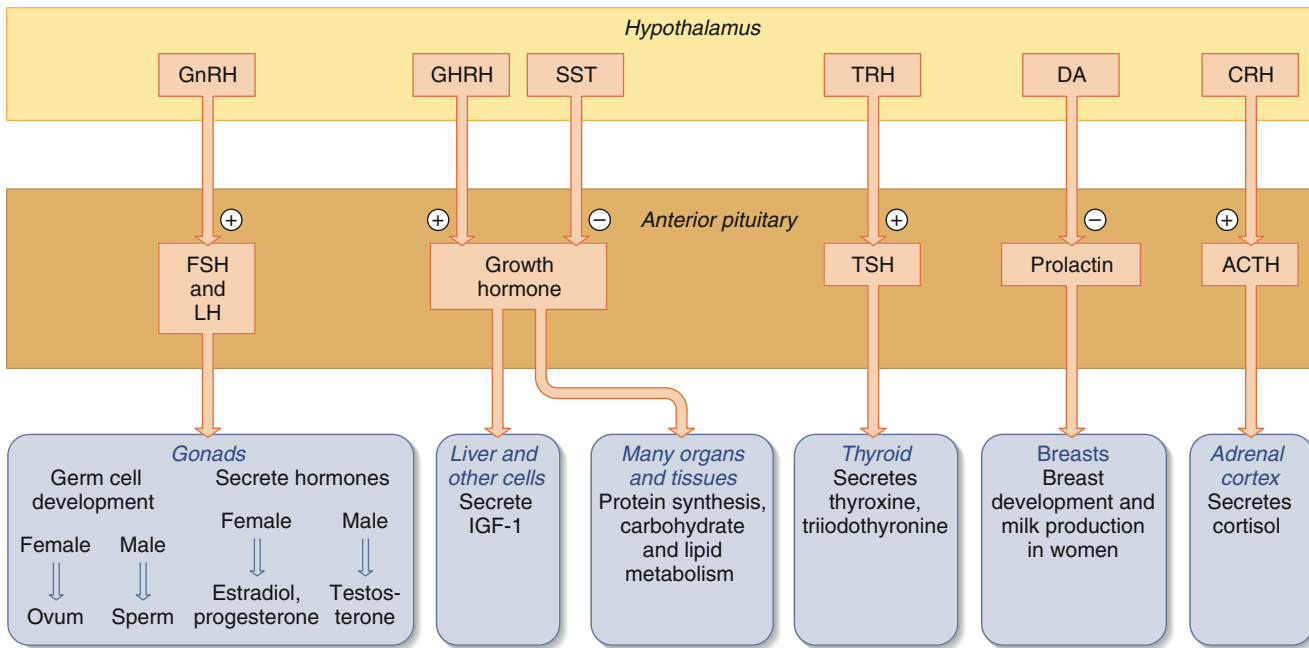 Hypothalamus
GnRH
GHRH
SST
TRH
DA
CRH
+
+
−
Anterior pituitary
+
−
+
FSH
and
LH
Growth
hormone
TSH
Prolactin
ACTH
Gonads
Germ cell
development
Female
Ovum
Male
Sperm
Secrete hormones
Female
Estradiol,
progesterone
Male
Testos-
terone
Liver and
other cells
Secrete
IGF-1
Many organs
and tissues
Protein synthesis,
carbohydrate
and lipid
metabolism
Thyroid
Secretes
thyroxine,
triiodothyronine
Breasts
Breast
development and
milk production
in women
Adrenal
cortex
Secretes
cortisol